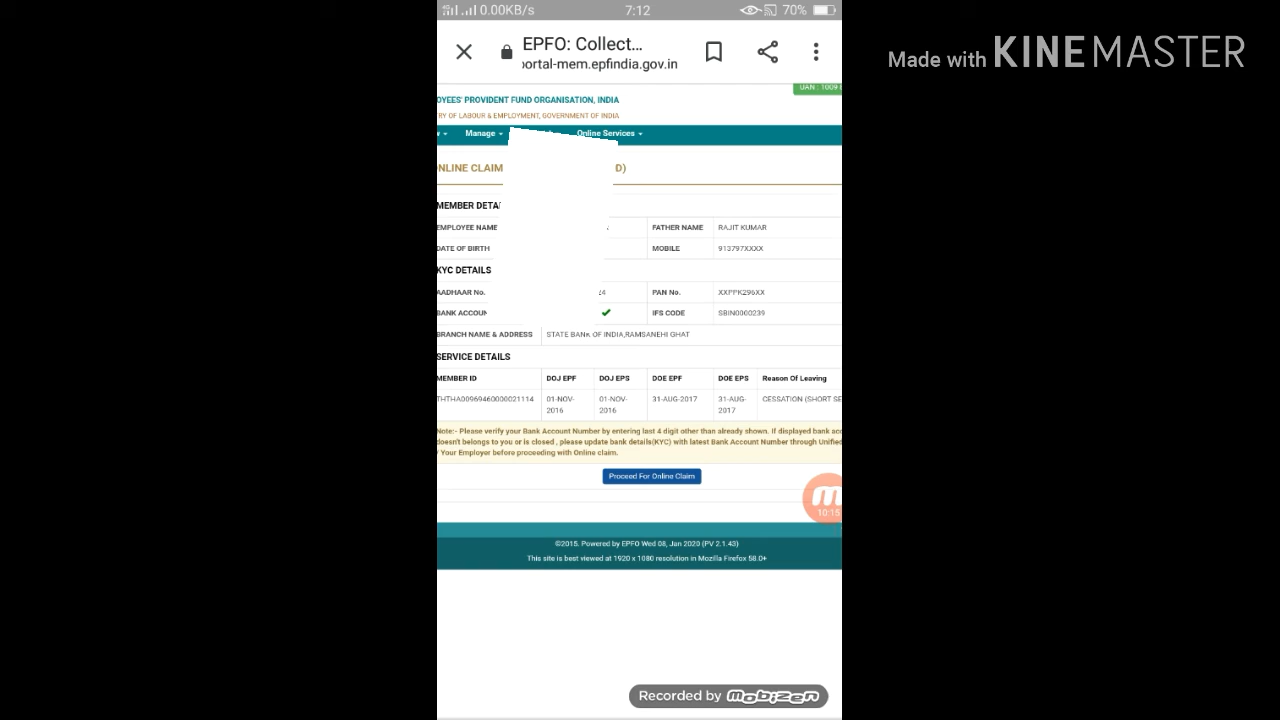 0.00KB/s 7:12 70%
EPFO: Collect...
portal-mem.epfindia.gov.in
Made with KINEMASTER
UAN : 1009
OYEES' PROVIDENT FUND ORGANISATION, INDIA
RY OF LABOUR & EMPLOYMENT, GOVERNMENT OF INDIA
Manage Online Services
ONLINE CLAIM D)
MEMBER DETA
EMPLOYEE NAME FATHER NAME RAJIT KUMAR
DATE OF BIRTH MOBILE 913797XXXX
KYC DETAILS
AADHAAR No. 24 PAN No. XXPPK296XX
BANK ACCOUN IFS CODE SBIN0000239
BRANCH NAME & ADDRESS STATE BANK OF INDIA,RAMSANEHI GHAT
SERVICE DETAILS
MEMBER ID DOJ EPF DOJ EPS DOE EPF DOE EPS Reason Of Leaving
THTHA00969460000021114 01-NOV-2016 01-NOV-2016 31-AUG-2017 31-AUG-2017 CESSATION (SHORT SE
Note:- Please verify your Bank Account Number by entering last 4 digit other than already shown. If displayed bank acc
doesn't belongs to you or is closed , please update bank details(KYC) with latest Bank Account Number through Unified
/ Your Employer before proceeding with Online claim.
Proceed For Online Claim
10:15
©2015. Powered by EPFO Wed 08, Jan 2020 (PV 2.1.43)
This site is best viewed at 1920 x 1080 resolution in Mozilla Firefox 58.0+
Recorded by Mobizen